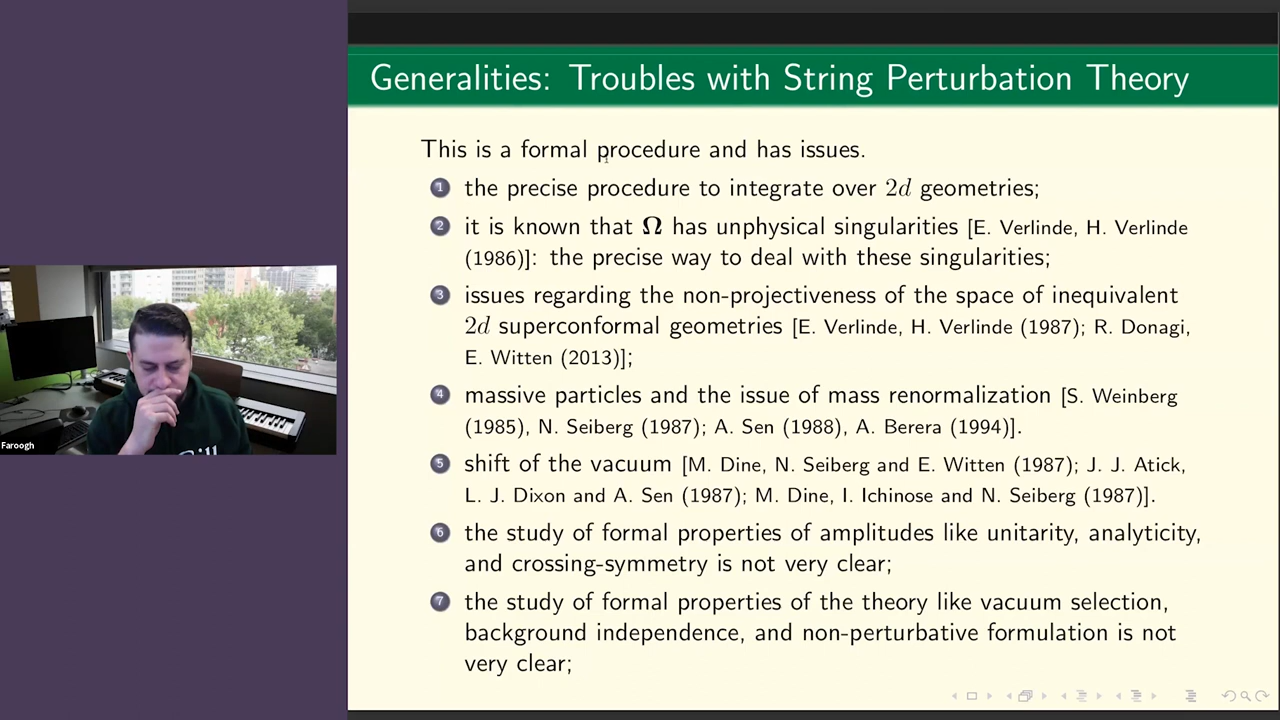 Generalities: Troubles with String Perturbation Theory
This is a formal procedure and has issues.
1 the precise procedure to integrate over 2d geometries;
2 it is known that Ω has unphysical singularities [E. Verlinde, H. Verlinde
(1986)]: the precise way to deal with these singularities;
3 issues regarding the non-projectiveness of the space of inequivalent
2d superconformal geometries [E. Verlinde, H. Verlinde (1987); R. Donagi,
E. Witten (2013)];
4 massive particles and the issue of mass renormalization [S. Weinberg
(1985), N. Seiberg (1987); A. Sen (1988), A. Berera (1994)].
5 shift of the vacuum [M. Dine, N. Seiberg and E. Witten (1987); J. J. Atick,
L. J. Dixon and A. Sen (1987); M. Dine, I. Ichinose and N. Seiberg (1987)].
6 the study of formal properties of amplitudes like unitarity, analyticity,
and crossing-symmetry is not very clear;
7 the study of formal properties of the theory like vacuum selection,
background independence, and non-perturbative formulation is not
very clear;
Faroogh